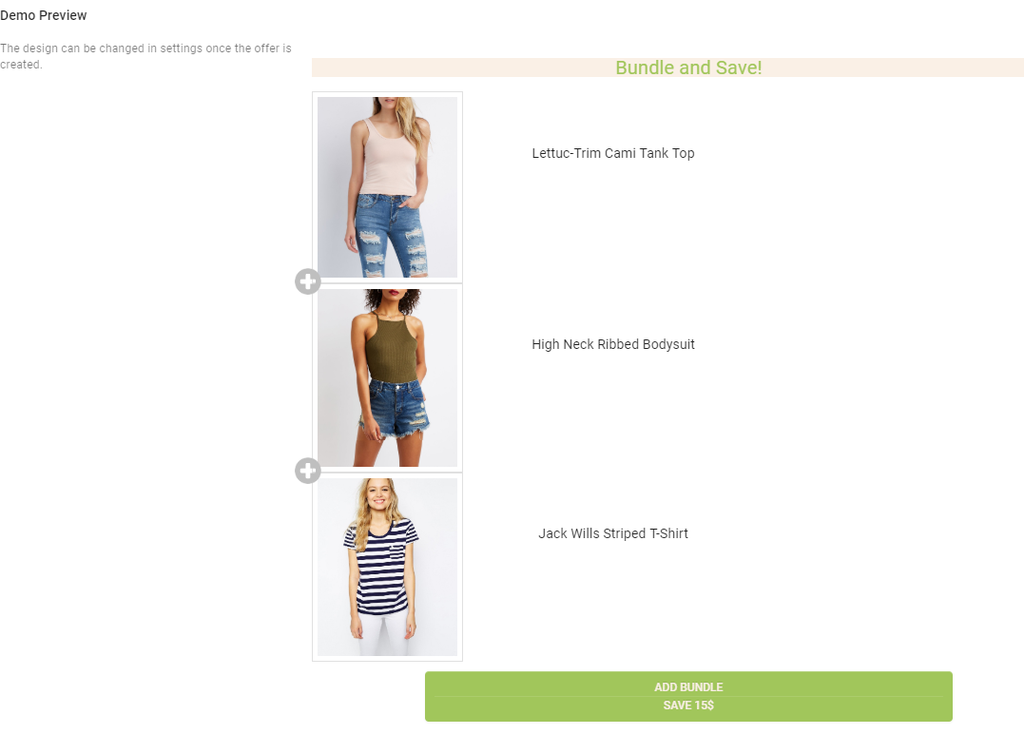 Demo Preview
The design can be changed in settings once the offer is
created.
Bundle and Save!
Lettuc-Trim Cami Tank Top
High Neck Ribbed Bodysuit
Jack Wills Striped T-Shirt
ADD BUNDLE
SAVE 15$